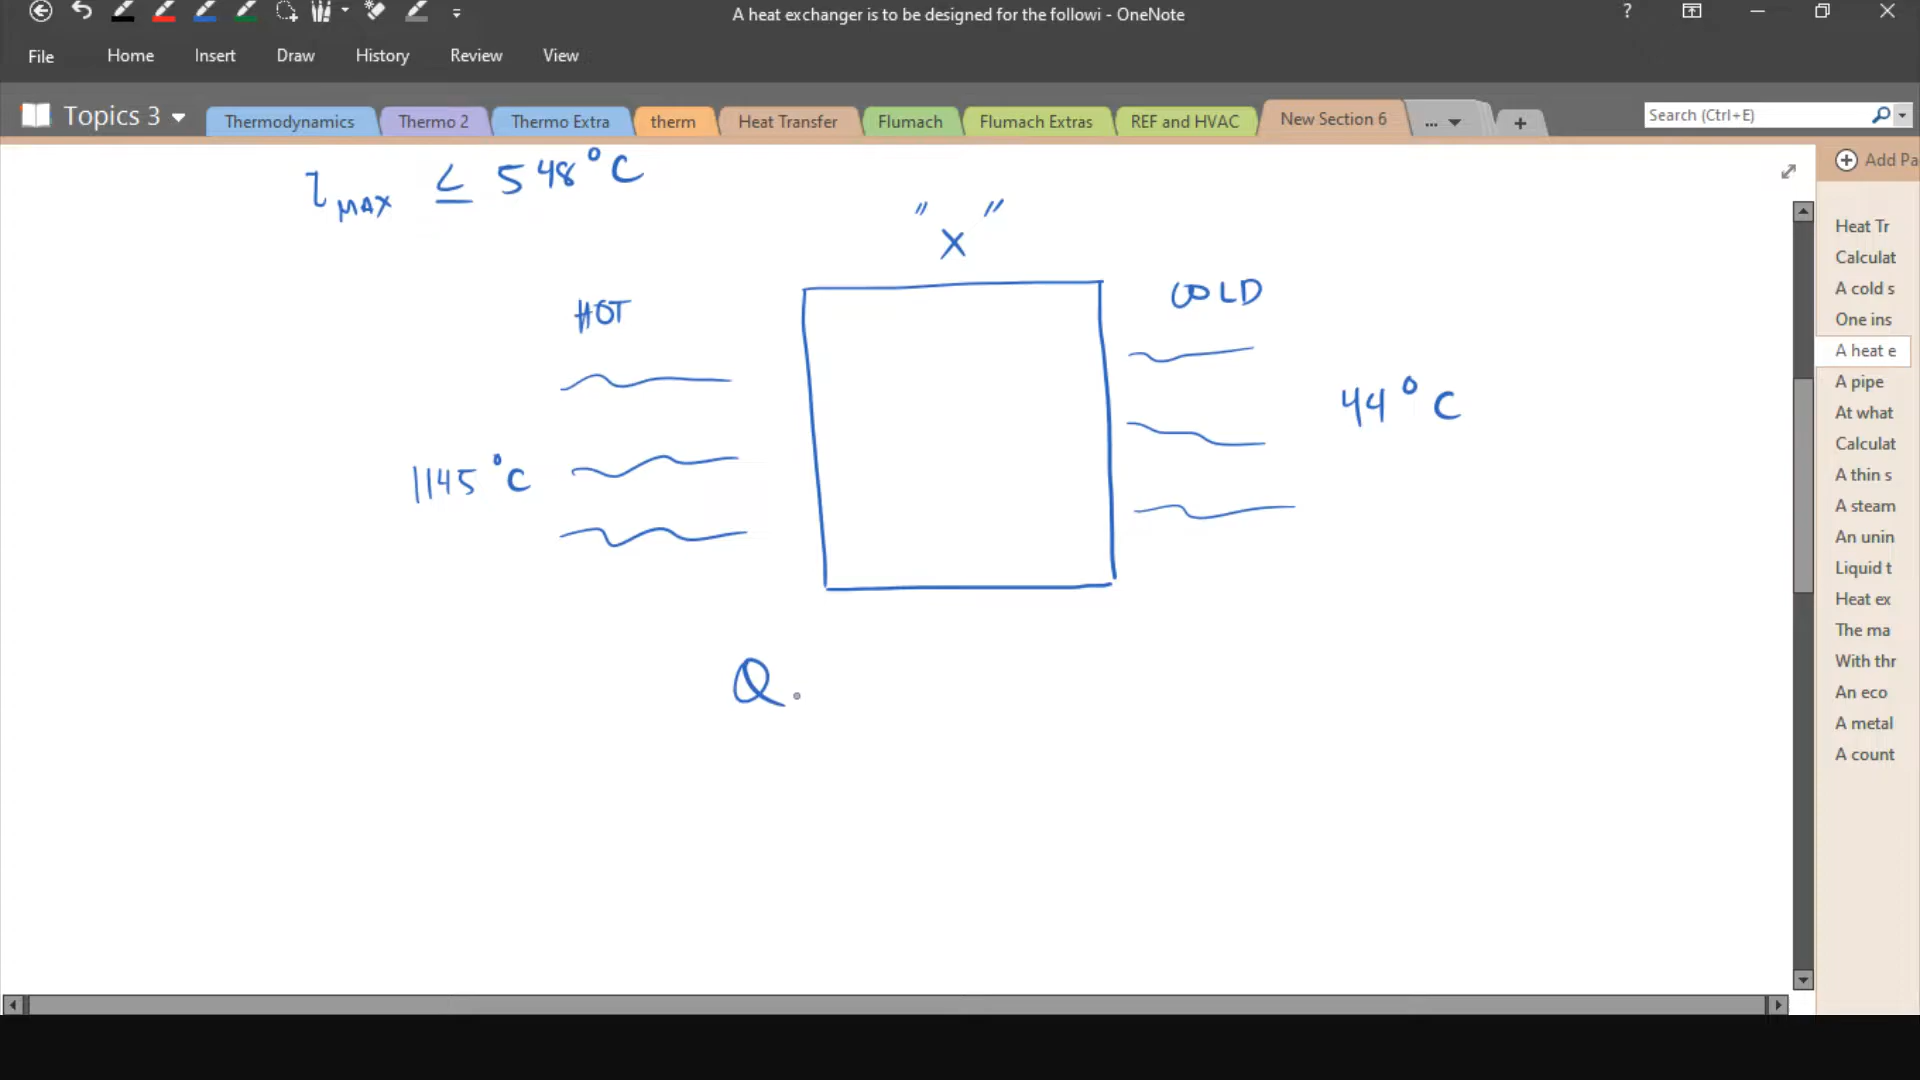 A heat exchanger is to be designed for the followi - OneNote
?
File Home Insert Draw History Review View
Topics 3 Thermodynamics Thermo 2 Thermo Extra therm Heat Transfer Flumach Flumach Extras REF and HVAC New Section 6 ... + Search (Ctrl+E)
Add Pa
Heat Tr
Calculat
A cold s
One ins
A heat e
A pipe
At what
Calculat
A thin s
A steam
An unin
Liquid t
Heat ex
The ma
With thr
An eco
A metal
A count
MAX ≤ 548°C
"X"
HOT
COLD
44°C
1145°C
Q